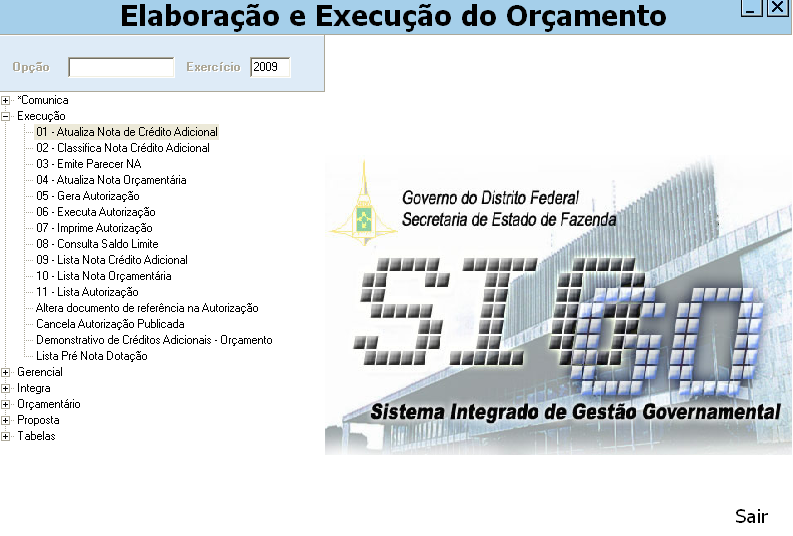 Elaboração e Execução do Orçamento
Opção
Exercício 2009
*Comunica
Execução
01 - Atualiza Nota de Crédito Adicional
02 - Classifica Nota Crédito Adicional
03 - Emite Parecer NA
04 - Atualiza Nota Orçamentária
05 - Gera Autorização
06 - Executa Autorização
07 - Imprime Autorização
08 - Consulta Saldo Limite
09 - Lista Nota Crédito Adicional
10 - Lista Nota Orçamentária
11 - Lista Autorização
Altera documento de referência na Autorização
Cancela Autorização Publicada
Demonstrativo de Créditos Adicionais - Orçamento
Lista Pré Nota Dotação
Gerencial
Integra
Orçamentário
Proposta
Tabelas
Governo do Distrito Federal
Secretaria de Estado de Fazenda
SIGGO
Sistema Integrado de Gestão Governamental
Sair